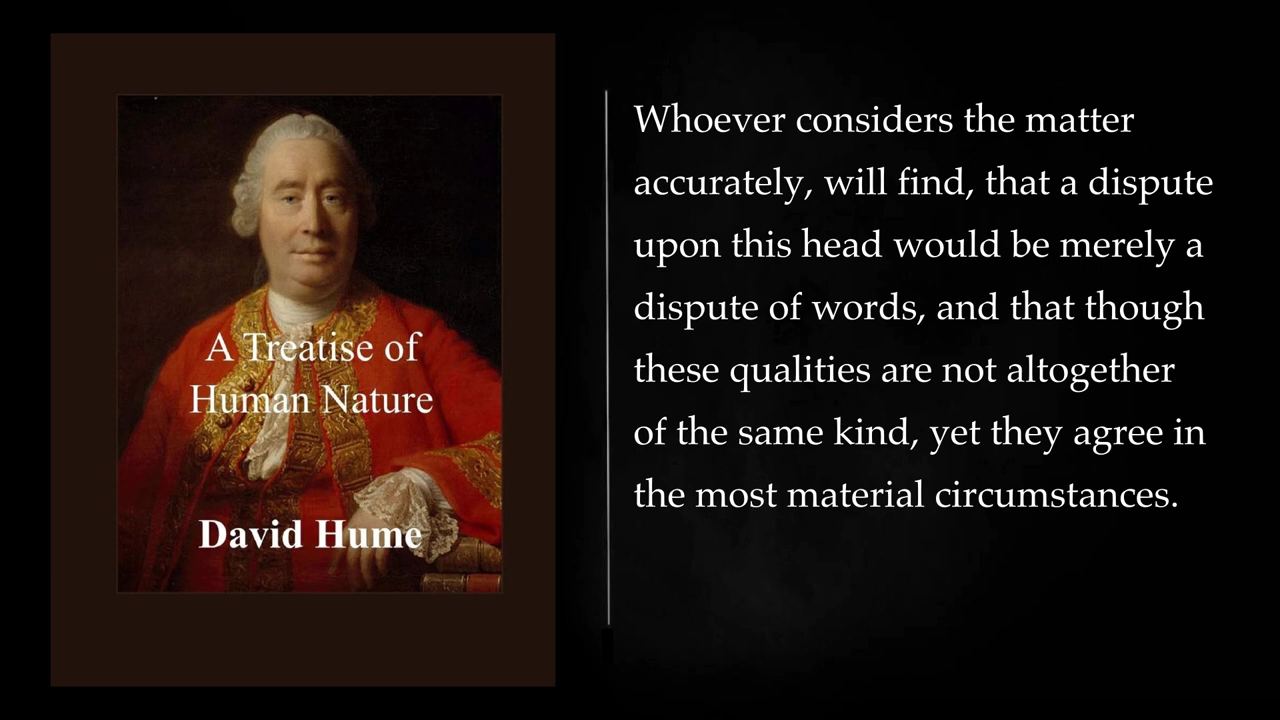 A Treatise of
Human Nature
David Hume
Whoever considers the matter
accurately, will find, that a dispute
upon this head would be merely a
dispute of words, and that though
these qualities are not altogether
of the same kind, yet they agree in
the most material circumstances.